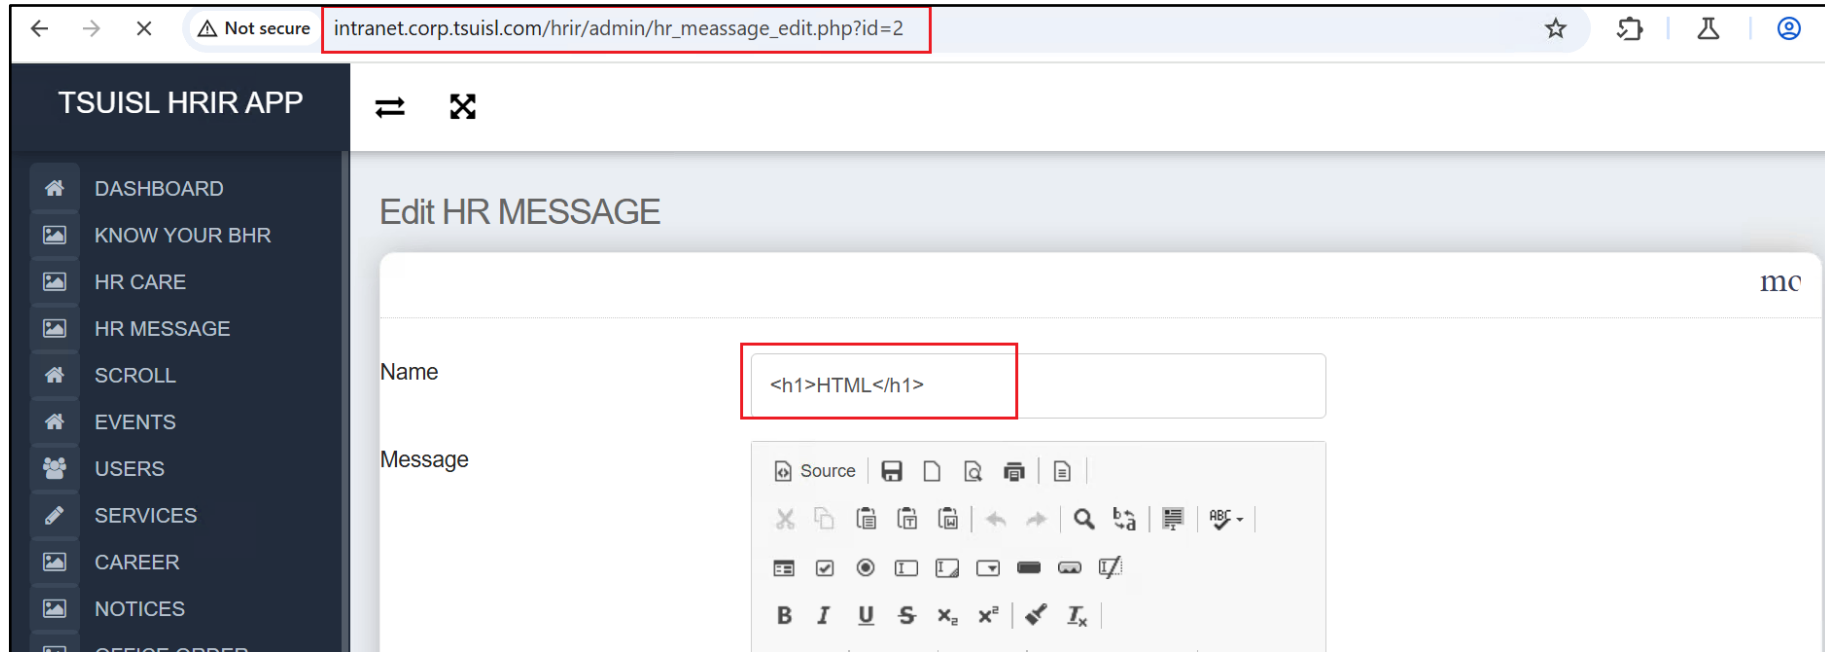 Not secure intranet.corp.tsuisl.com/hrir/admin/hr_meassage_edit.php?id=2
TSUISL HRIR APP
DASHBOARD
KNOW YOUR BHR
HR CARE
HR MESSAGE
SCROLL
EVENTS
USERS
SERVICES
CAREER
NOTICES
OFFICE ORDER
Edit HR MESSAGE
Name
<h1>HTML</h1>
Message
Source